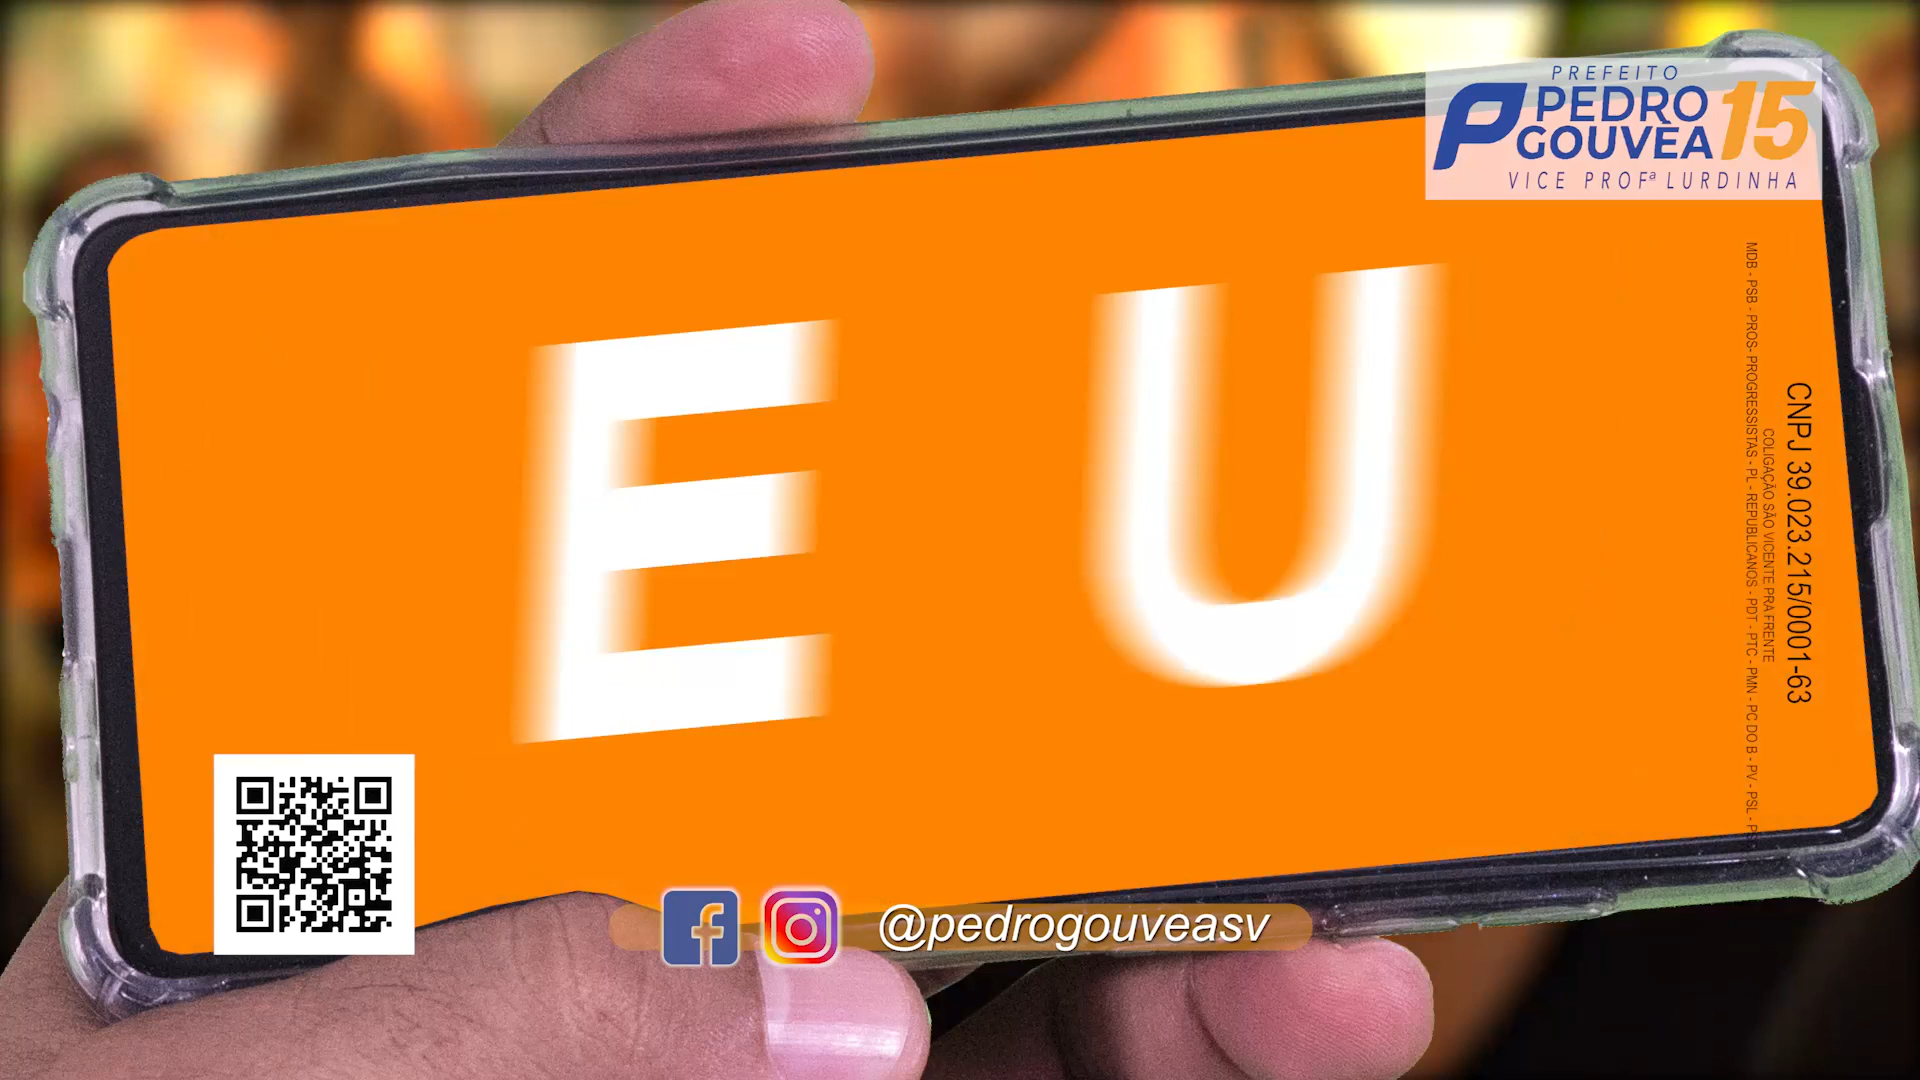 PREFEITO
PEDRO
GOUVÊA
15
VICE PROFª LURDINHA
E U
CNPJ 39.023.215/0001-63
COLIGAÇÃO SÃO VICENTE PRA FRENTE
MDB - PSB - PROS- PROGRESSISTAS - PL - REPUBLICANOS - PDT - PTC - PMN - PC DO B - PV - PSL -
@pedrogouveasv